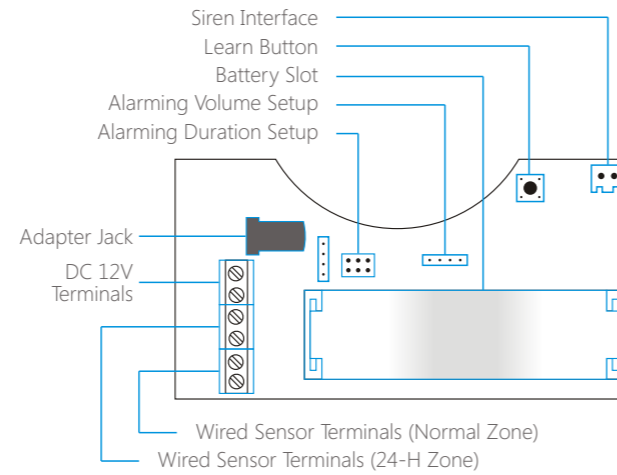 Siren Interface
Learn Button
Battery Slot
Alarming Volume Setup
Alarming Duration Setup
Adapter Jack
DC 12V
Terminals
Wired Sensor Terminals (Normal Zone)
Wired Sensor Terminals (24-H Zone)